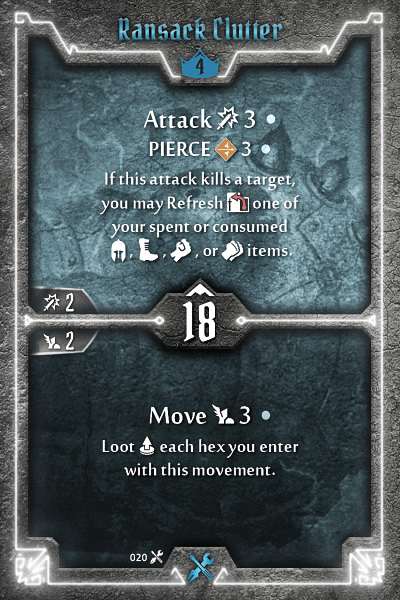 Ransack Clutter
4
Attack 3
PIERCE 3
If this attack kills a target,
you may Refresh one of
your spent or consumed
, , , or items.
2
18
2
Move 3
Loot each hex you enter
with this movement.
020